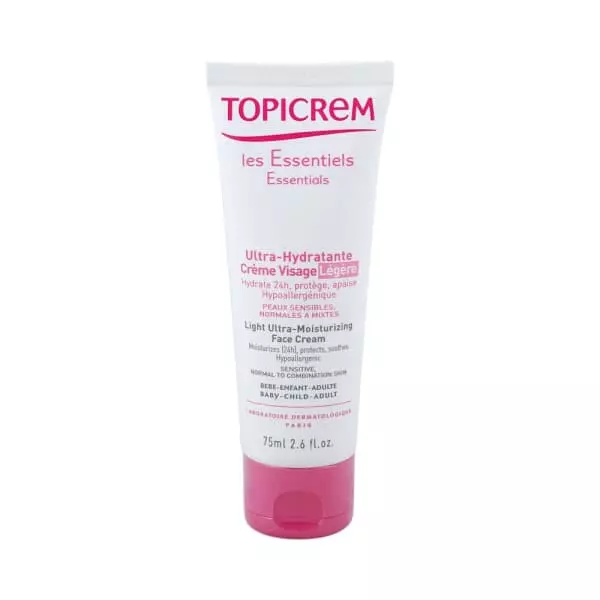 TOPICREM
les Essentiels
Essentials
Ultra-Hydratante
Crème Visage Légère
Hydrate 24h, protège, apaise
Hypoallergénique
PEAUX SENSIBLES,
NORMALES A MIXTES
Light Ultra-Moisturizing
Face Cream
Moisturizes (24h), protects, soothes
Hypoallergenic
SENSITIVE,
NORMAL TO COMBINATION SKIN
BEBE-ENFANT-ADULTE
BABY-CHILD-ADULT
LABORATOIRE DERMATOLOGIQUE
PARIS
75ml 2.6 fl.oz.